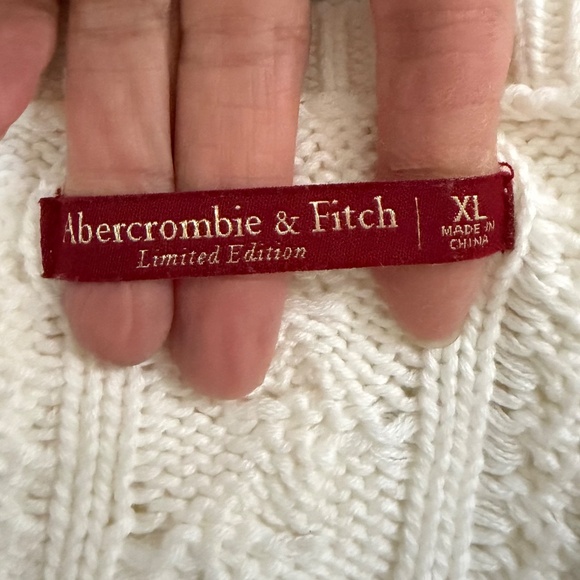 Abercrombie & Fitch
Limited Edition
XL
MADE IN
CHINA